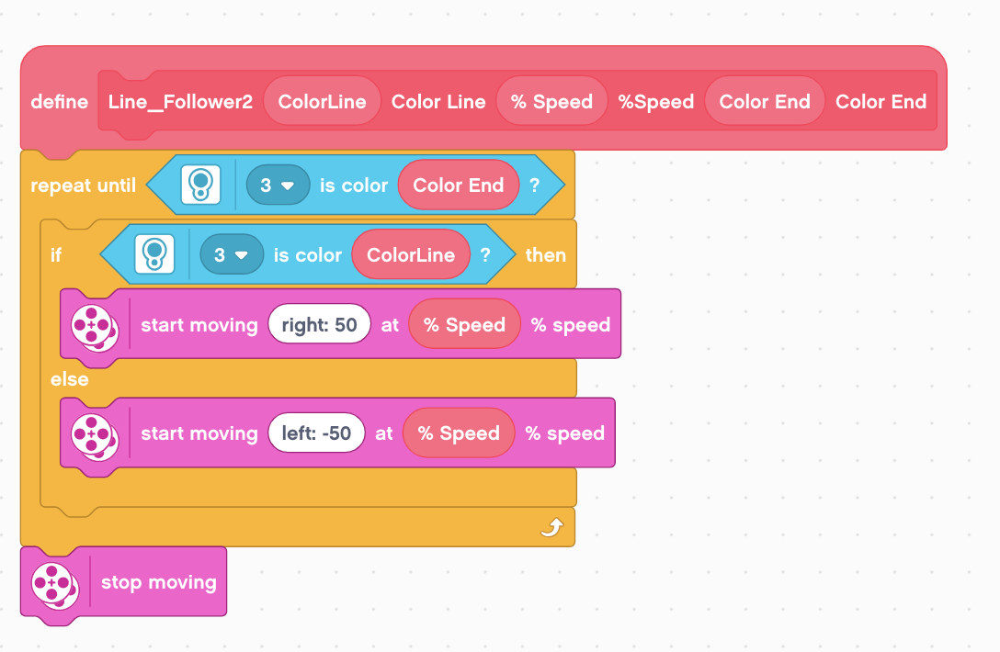 define Line__Follower2 ColorLine Color Line % Speed %Speed Color End Color End
repeat until 3 is color Color End ?
if 3 is color ColorLine ? then
start moving right: 50 at % Speed % speed
else
start moving left: -50 at % Speed % speed
stop moving